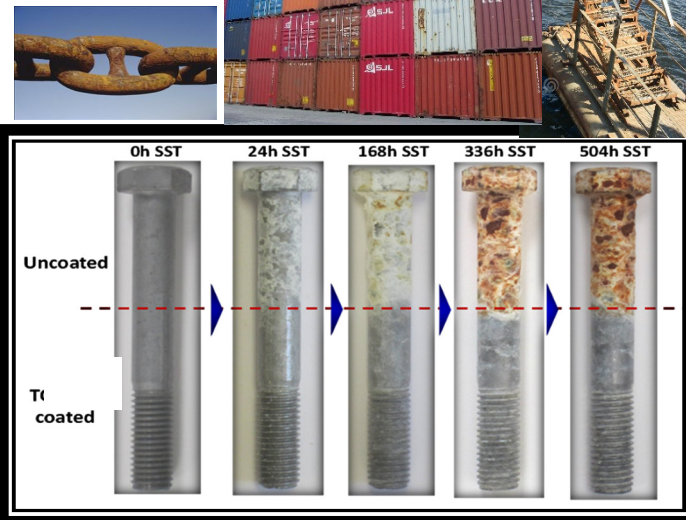 SJL
SJL
0h SST
24h SST
168h SST
336h SST
504h SST
Uncoated
coated